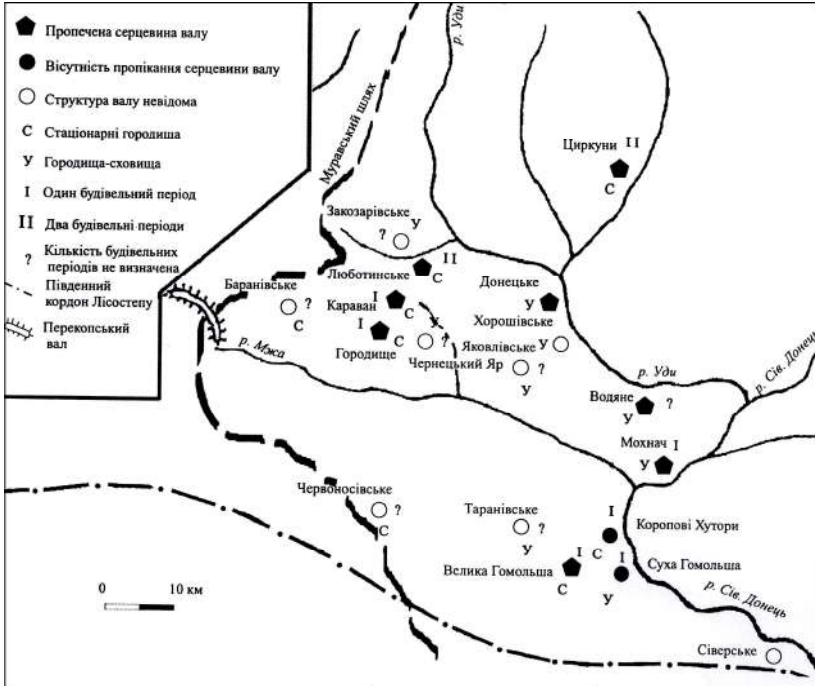 Пропечена серцевина валу
Вісутність пропікання серцевини валу
Структура валу невідома
С Стаціонарні городиша
У Городища-сховища
I Один будівельний період
II Два будівельні періоди
? Кількість будівельних
періодів не визначена
Південний
кордон Лісостепу
Перекопський
вал
р. Уди
Муравський шлях
Циркуни II
С
Закозарівське
? У
Люботинське II
С
Баранівське
?
С
Караван I
С
I
Городище С
У
?
Чернецький Яр
Донецьке
У
Хорошівське
Яковлівське У
?
У
р. Мжа
р. Уди
р. Сів. Донець
Водяне ?
У
Мохнач I
У
Червоносівське
?
С
Таранівське
?
У
I
Коропові Хутори
С
I
Велика Гомольша
С
I
Суха Гомольша
У
р. Сів. Донець
Сіверське
0 10 км